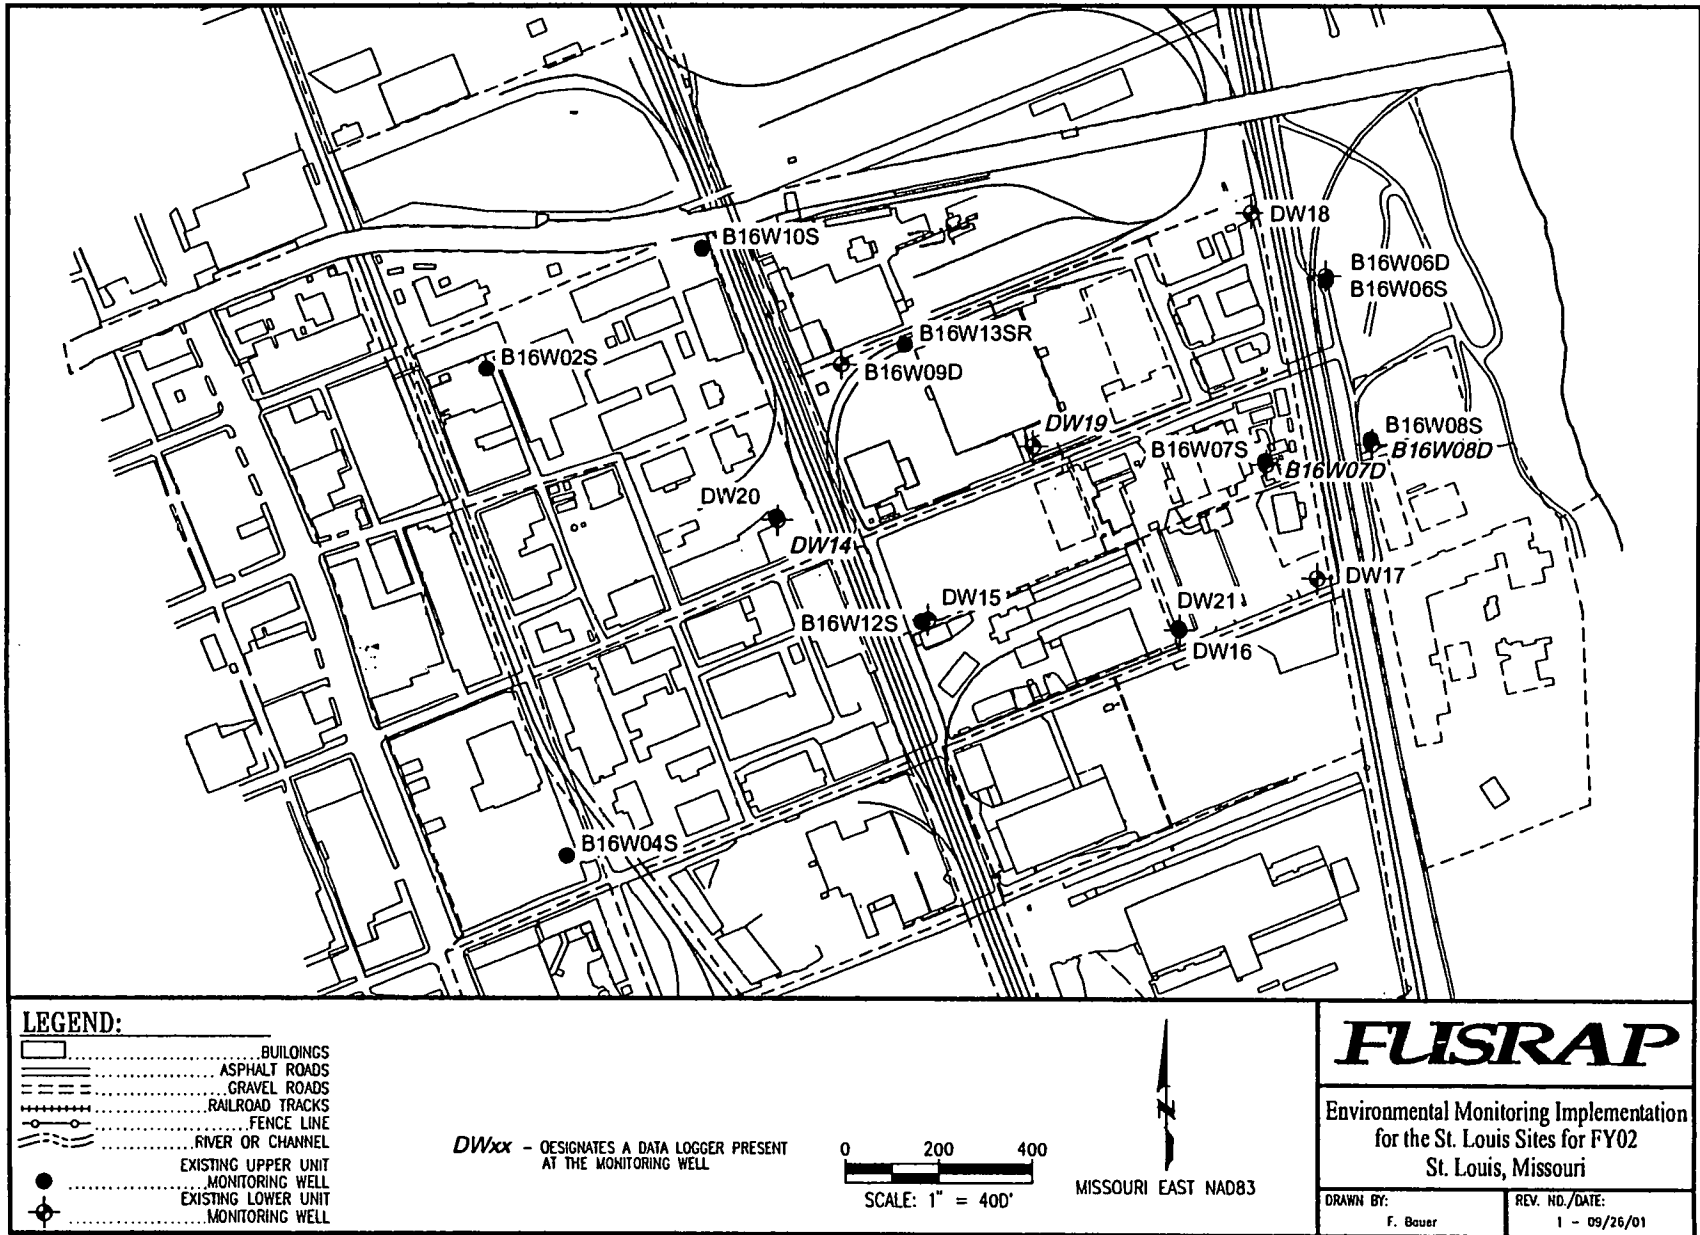 DW18
B16W10S
B16W06D
B16W06S
B16W13SR
B16W02S
B16W09D
DW19
B16W08S
B16W07S
B16W08D
B16W07D
DW20
DW14
DW17
DW15
DW21
B16W12S
DW16
B16W04S
LEGEND:
BUILDINGS
ASPHALT ROADS
GRAVEL ROADS
RAILROAD TRACKS
FENCE LINE
RIVER OR CHANNEL
EXISTING UPPER UNIT
MONITORING WELL
EXISTING LOWER UNIT
MONITORING WELL
DWxx - DESIGNATES A DATA LOGGER PRESENT
AT THE MONITORING WELL
0 200 400
SCALE: 1" = 400'
N
MISSOURI EAST NAD83
FUSRAP
Environmental Monitoring Implementation
for the St. Louis Sites for FY02
St. Louis, Missouri
DRAWN BY:
F. Bauer
REV. NO./DATE:
1 - 09/26/01